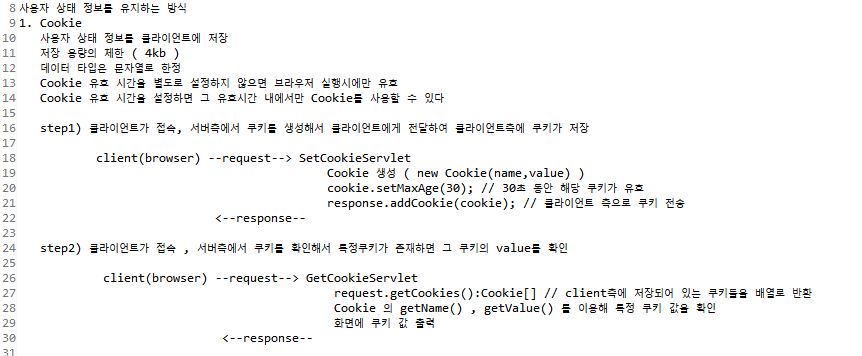 8 사용자 상태 정보를 유지하는 방식
9 1. Cookie
10 사용자 상태 정보를 클라이언트에 저장
11 저장 용량의 제한 ( 4kb )
12 데이터 타입은 문자열로 한정
13 Cookie 유효 시간을 별도로 설정하지 않으면 브라우저 실행시에만 유효
14 Cookie 유효 시간을 설정하면 그 유효시간 내에서만 Cookie를 사용할 수 있다
15
16 step1) 클라이언트가 접속, 서버측에서 쿠키를 생성해서 클라이언트에게 전달하여 클라이언트측에 쿠키가 저장
17
18 client(browser) --request--> SetCookieServlet
19 Cookie 생성 ( new Cookie(name,value) )
20 cookie.setMaxAge(30); // 30초 동안 해당 쿠키가 유효
21 response.addCookie(cookie); // 클라이언트 측으로 쿠키 전송
22 <--response--
23
24 step2) 클라이언트가 접속 , 서버측에서 쿠키를 확인해서 특정쿠키가 존재하면 그 쿠키의 value를 확인
25
26 client(browser) --request--> GetCookieServlet
27 request.getCookies():Cookie[] // client측에 저장되어 있는 쿠키들을 배열로 반환
28 Cookie 의 getName() , getValue() 를 이용해 특정 쿠키 값을 확인
29 화면에 쿠키 값 출력
30 <--response--
31